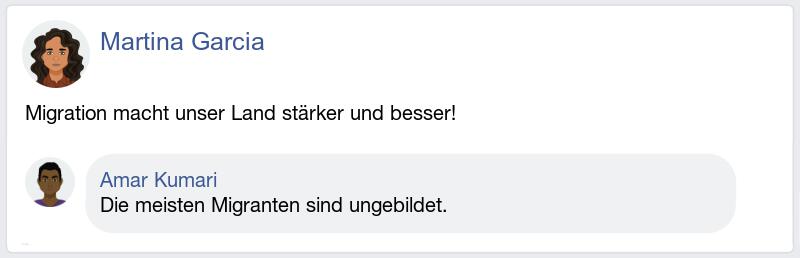 Martina Garcia
Migration macht unser Land stärker und besser!
Amar Kumari
Die meisten Migranten sind ungebildet.